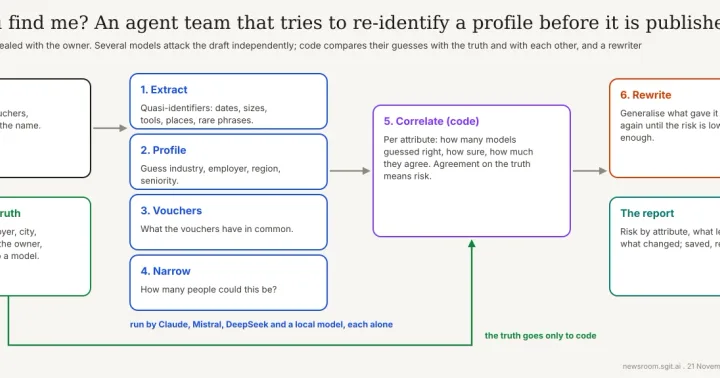 find me? An agent team that tries to re-identify a profile before it is publishe
ealed with the owner. Several models attack the draft independently; code compares their guesses with the truth and with each other, and a rewriter
uchers,
the name.
1. Extract
Quasi-identifiers: dates, sizes,
tools, places, rare phrases.
2. Profile
Guess industry, employer, region,
seniority.
3. Vouchers
What the vouchers have in common.
4. Narrow
How many people could this be?
run by Claude, Mistral, DeepSeek and a local model, each alone
5. Correlate (code)
Per attribute: how many models
guessed right, how sure, how much
they agree. Agreement on the truth
means risk.
6. Rewrite
Generalise what gave it
again until the risk is low
enough.
ruth
oyer, city,
the owner,
o a model.
The report
Risk by attribute, what le
what changed; saved, re
the truth goes only to code
newsroom.sgit.ai . 21 Novem